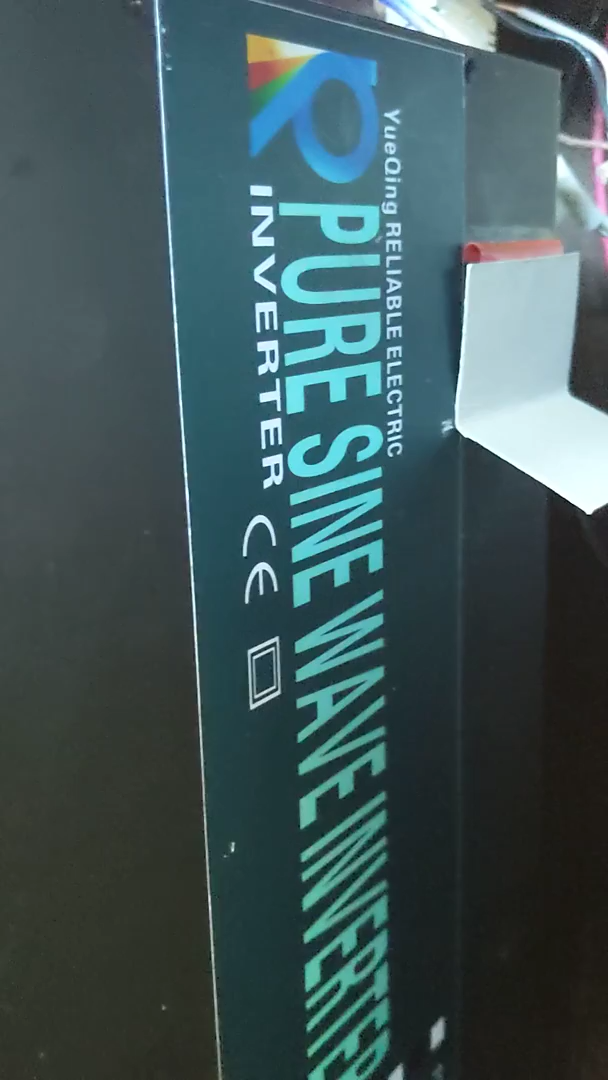 YueQing RELIABLE ELECTRIC
PURE SINE WAVE INVERTER
INVERTER CE